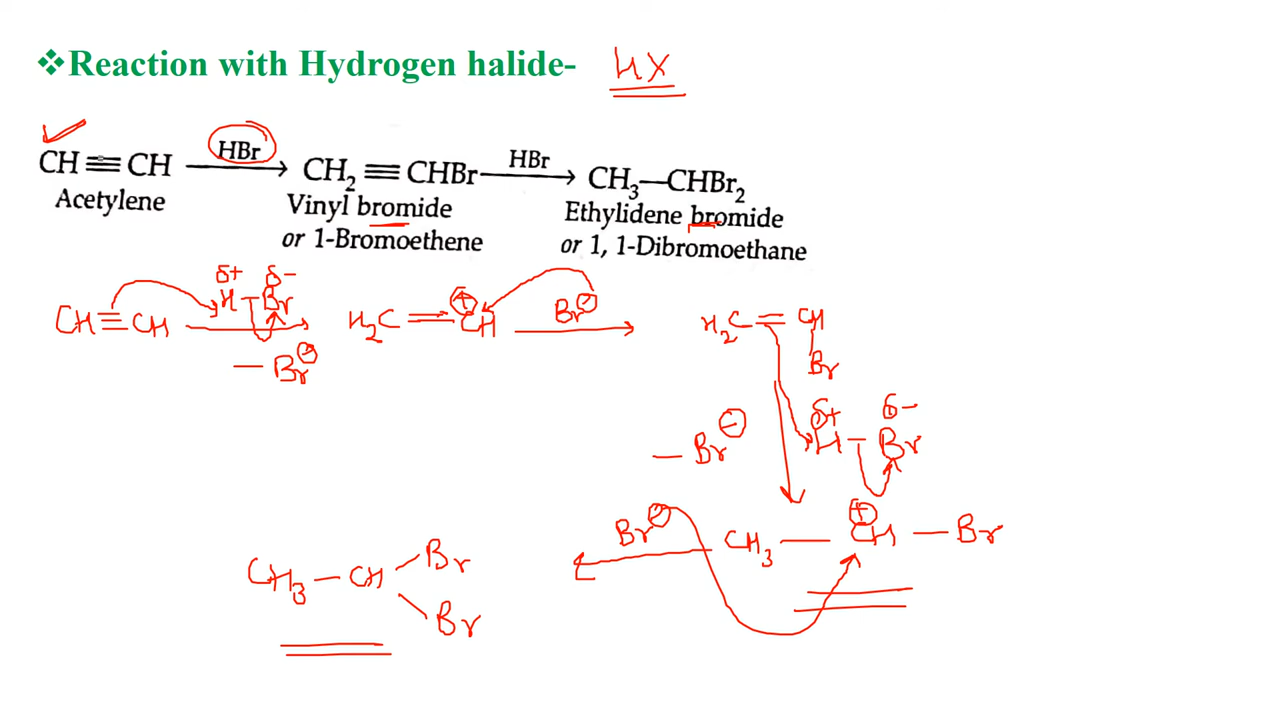 ❖Reaction with Hydrogen halide- HX
CH≡CH HBr→ CH₂≡CHBr HBr→ CH₃—CHBr₂
Acetylene Vinyl bromide Ethylidene bromide
or 1-Bromoethene or 1, 1-Dibromoethane
δ+ δ-
CH≡CH H-Br → H₂C=⊕CH Br⊖ → H₂C=CH
-Br⊖ Br
δ+ δ-
-Br⊖ H-Br
Br⊖ CH₃—⊕CH—Br
CH₃-CH Br
Br